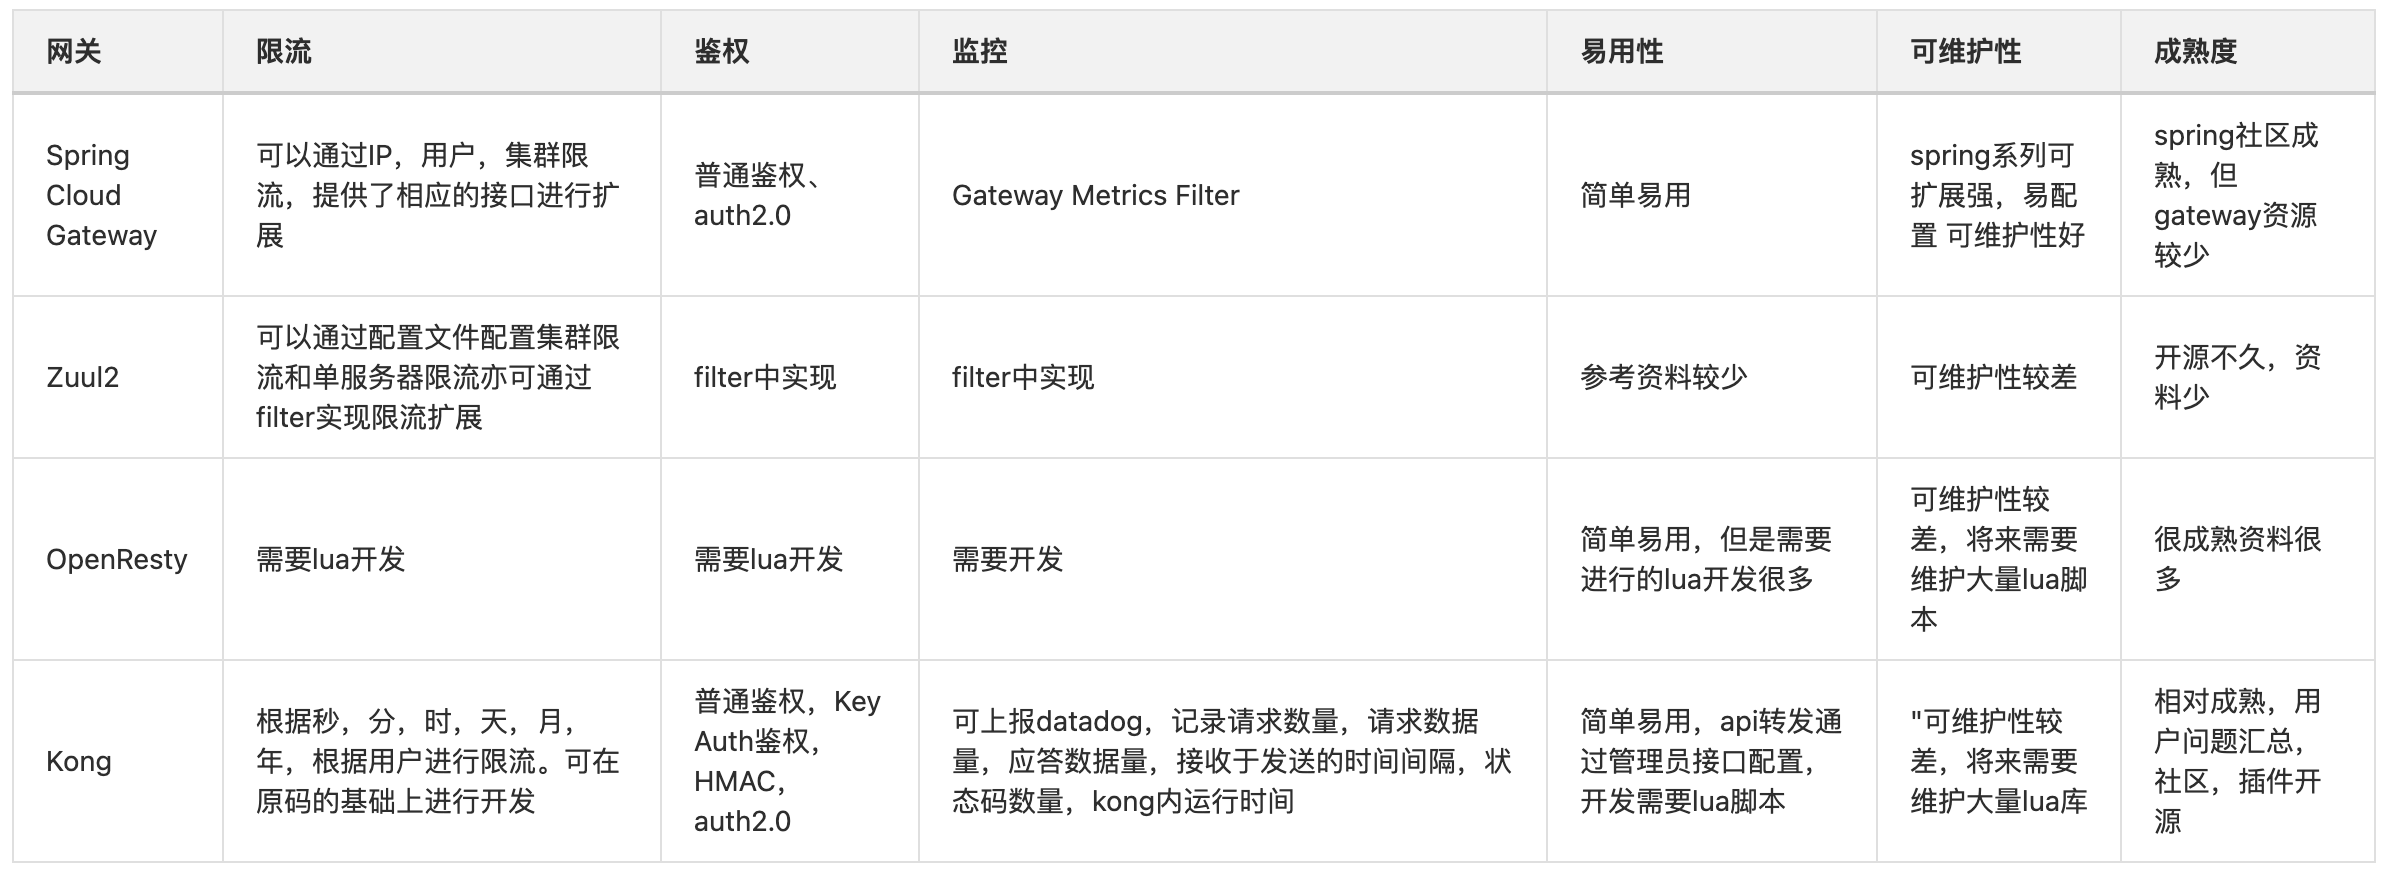 网关 限流 鉴权 监控 易用性 可维护性 成熟度
Spring
Cloud
Gateway
可以通过IP，用户，集群限
流，提供了相应的接口进行扩
展
普通鉴权、
auth2.0
Gateway Metrics Filter
简单易用
spring系列可
扩展强，易配
置 可维护性好
spring社区成
熟，但
gateway资源
较少
Zuul2
可以通过配置文件配置集群限
流和单服务器限流亦可通过
filter实现限流扩展
filter中实现
filter中实现
参考资料较少
可维护性较差
开源不久，资
料少
OpenResty
需要lua开发
需要lua开发
需要开发
简单易用，但是需要
进行的lua开发很多
可维护性较
差，将来需要
维护大量lua脚
本
很成熟资料很
多
Kong
根据秒，分，时，天，月，
年，根据用户进行限流。可在
原码的基础上进行开发
普通鉴权，Key
Auth鉴权，
HMAC，
auth2.0
可上报datadog，记录请求数量，请求数据
量，应答数据量，接收于发送的时间间隔，状
态码数量，kong内运行时间
简单易用，api转发通
过管理员接口配置，
开发需要lua脚本
"可维护性较
差，将来需要
维护大量lua库
相对成熟，用
户问题汇总，
社区，插件开
源